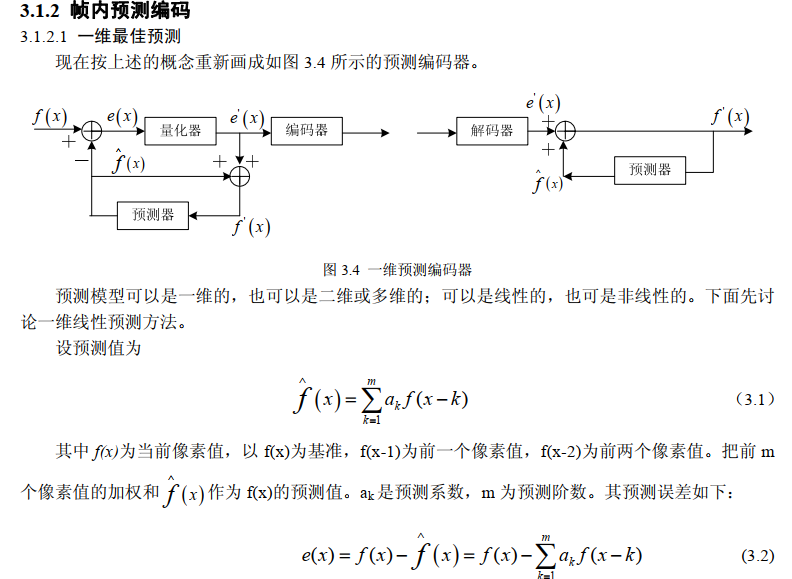 3.1.2 帧内预测编码
3.1.2.1 一维最佳预测
现在按上述的概念重新画成如图 3.4 所示的预测编码器。
f(x) + e(x) 量化器 e'(x) 编码器
− f̂(x) + +
预测器 f'(x)
解码器 e'(x) + + f'(x)
f̂(x) 预测器
图 3.4 一维预测编码器
预测模型可以是一维的，也可以是二维或多维的；可以是线性的，也可是非线性的。下面先讨
论一维线性预测方法。
设预测值为
f̂(x) = ∑_{k=1}^{m} a_k f(x−k) （3.1）
其中 f(x)为当前像素值，以 f(x)为基准，f(x-1)为前一个像素值，f(x-2)为前两个像素值。把前 m
个像素值的加权和 f̂(x) 作为 f(x)的预测值。a_k 是预测系数，m 为预测阶数。其预测误差如下：
e(x) = f(x) − f̂(x) = f(x) − ∑_{k=1}^{m} a_k f(x−k) (3.2)